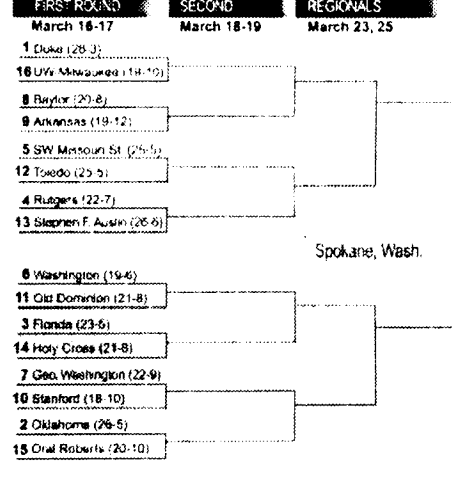 FIRST ROUND SECOND REGIONALS
March 16-17 March 18-19 March 23, 25
1 Duke (28-3)
16 UW Milwaukee (19-10)
8 Baylor (20-8)
9 Arkansas (19-12)
5 SW Missouri St. (25-5)
12 Toledo (25-5)
4 Rutgers (22-7)
13 Stephen F. Austin (26-6)
Spokane, Wash.
6 Washington (19-6)
11 Old Dominion (21-8)
3 Florida (23-5)
14 Holy Cross (21-8)
7 Geo. Washington (22-9)
10 Stanford (18-10)
2 Oklahoma (26-5)
15 Oral Roberts (20-10)